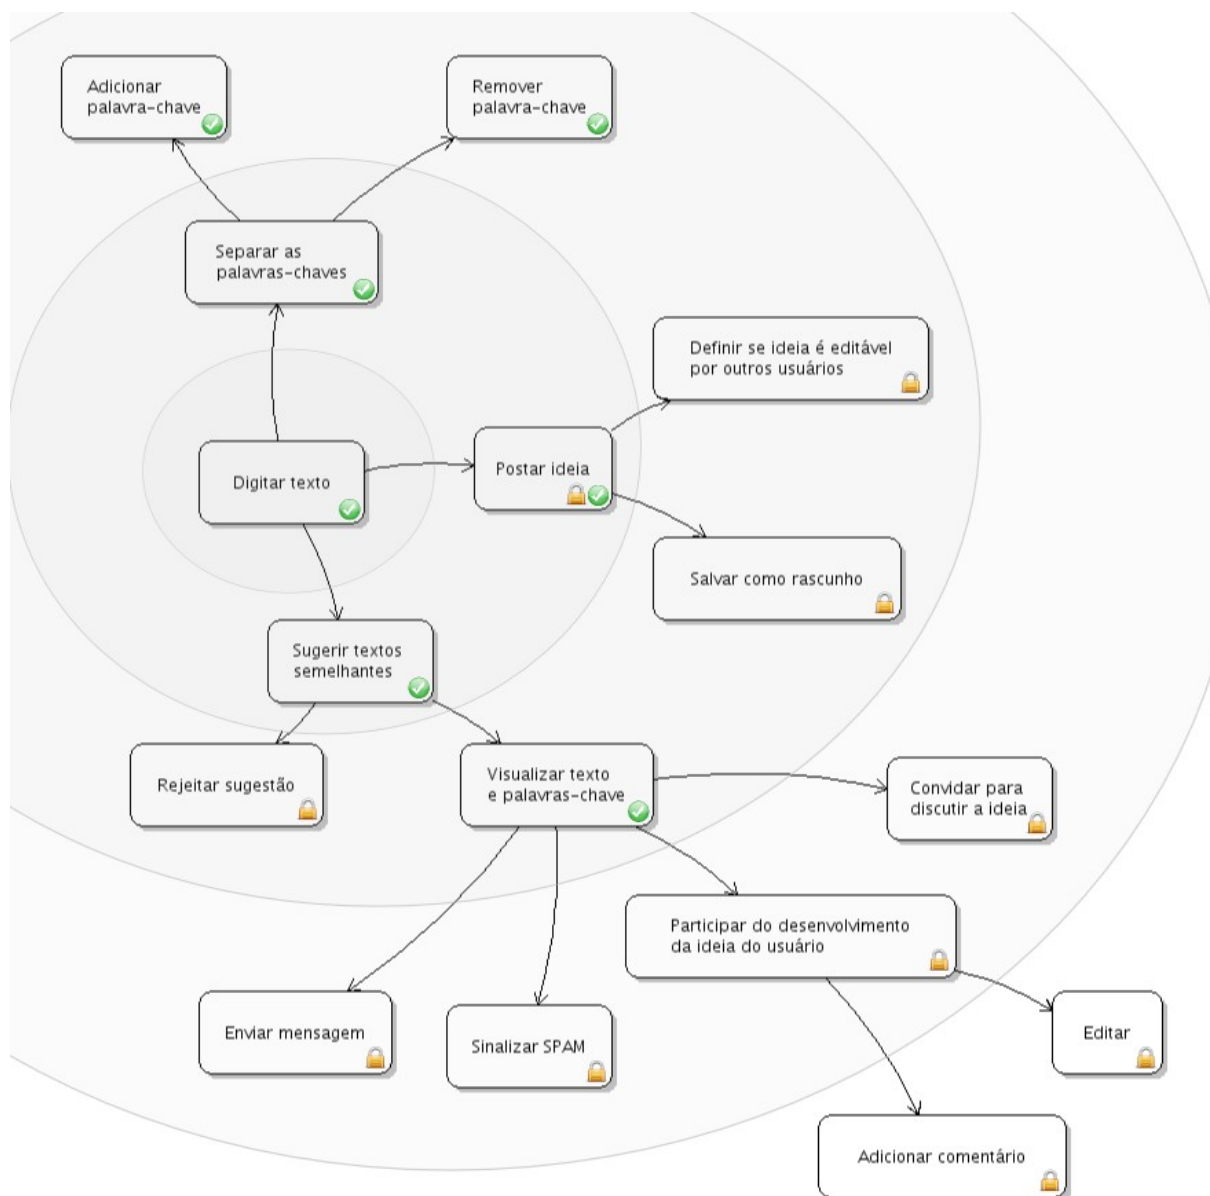 Adicionar
palavra-chave
Remover
palavra-chave
Separar as
palavras-chaves
Definir se ideia é editável
por outros usuários
Postar ideia
Digitar texto
Salvar como rascunho
Sugerir textos
semelhantes
Rejeitar sugestão
Visualizar texto
e palavras-chave
Convidar para
discutir a ideia
Participar do desenvolvimento
da ideia do usuário
Enviar mensagem
Sinalizar SPAM
Editar
Adicionar comentário